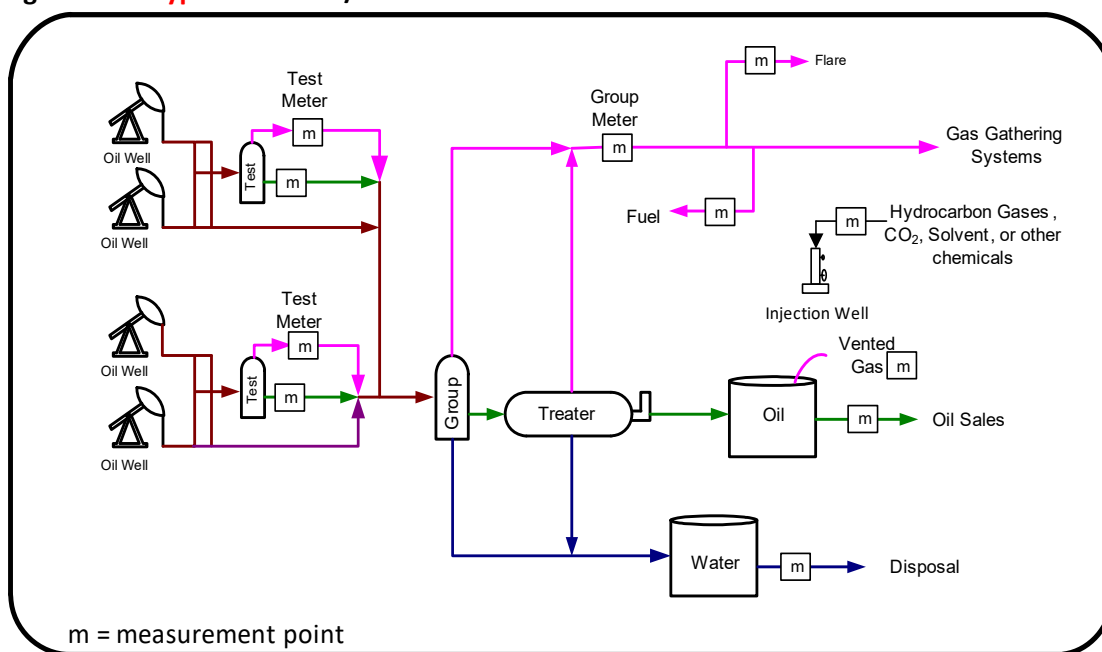 Test
Meter
m
Oil Well
Test
m
Oil Well
Test
Meter
m
Oil Well
Test
m
Oil Well
Group
Treater
Group
Meter
m
m
Flare
Gas Gathering
Systems
Fuel
m
m
Hydrocarbon Gases ,
CO₂, Solvent, or other
chemicals
Injection Well
Vented
Gas
m
Oil
m
Oil Sales
Water
m
Disposal
m = measurement point